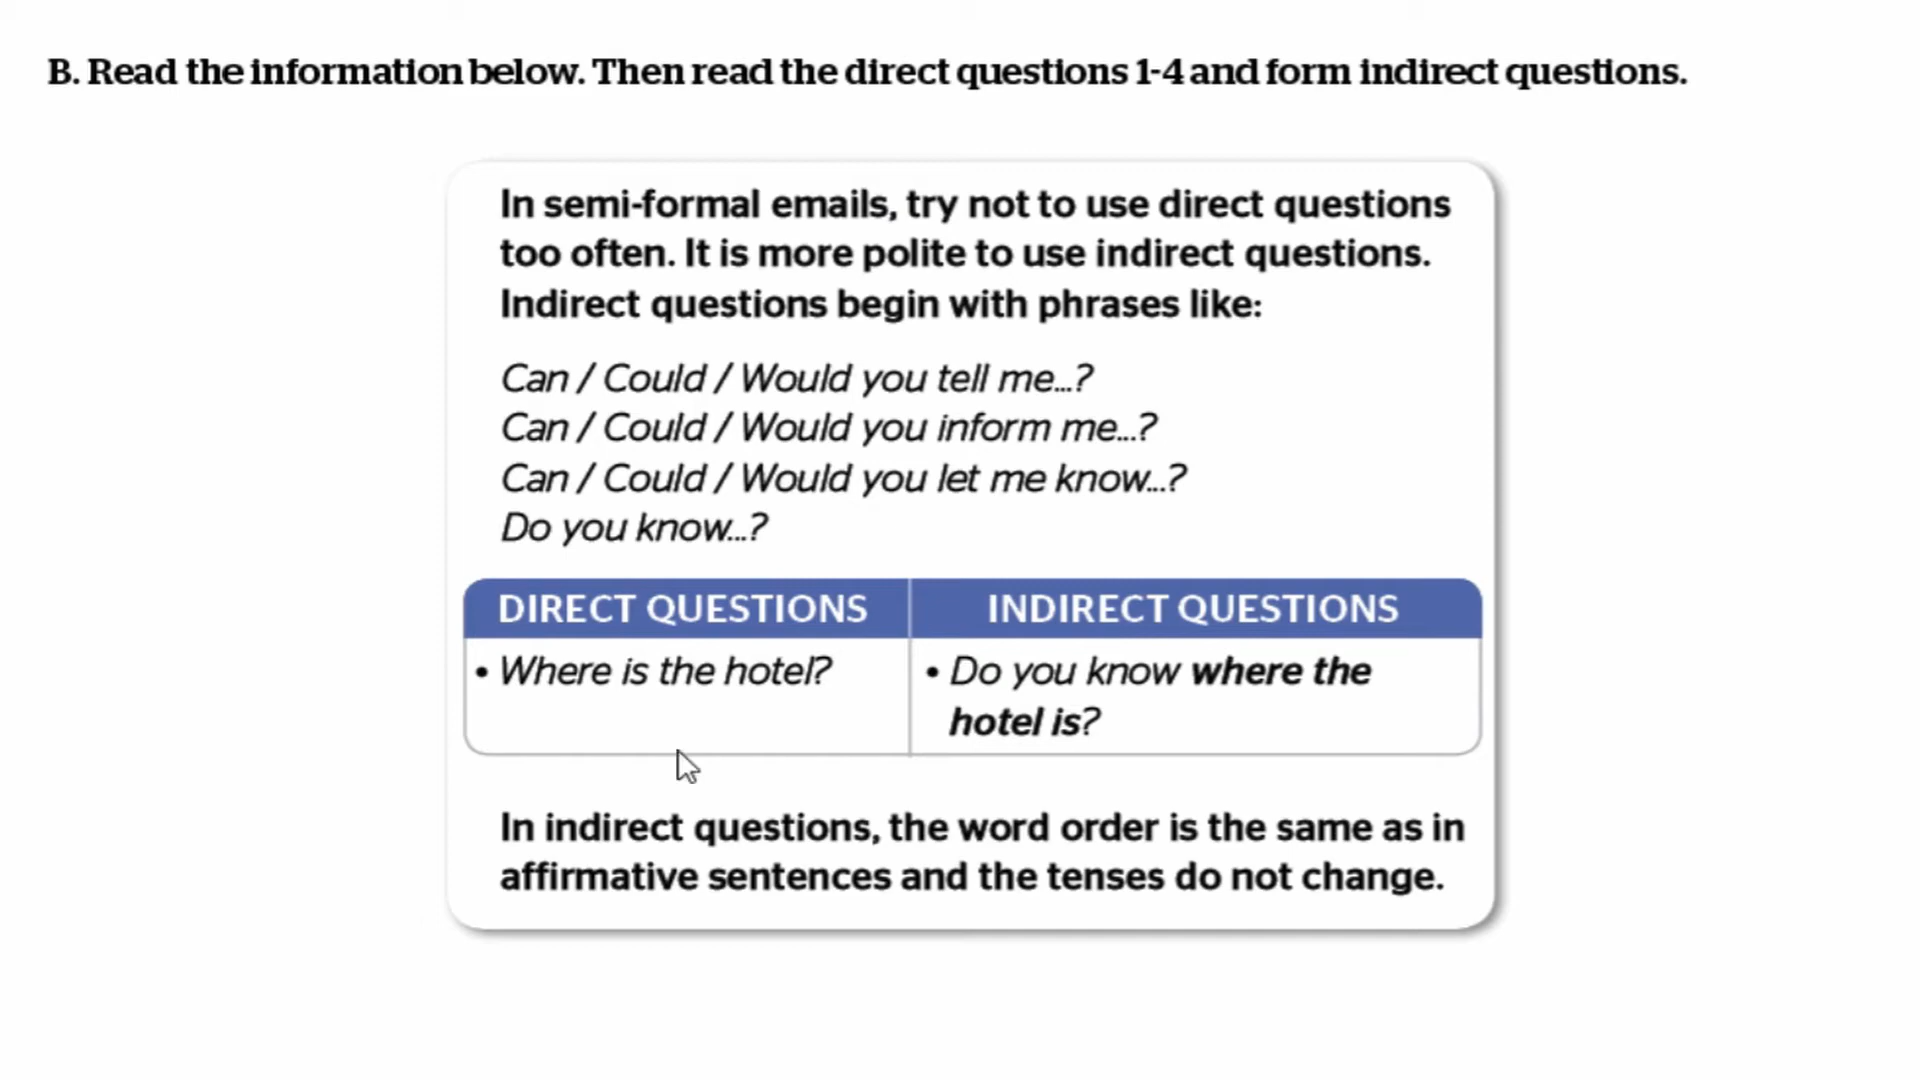 B. Read the information below. Then read the direct questions 1-4 and form indirect questions.
In semi-formal emails, try not to use direct questions
too often. It is more polite to use indirect questions.
Indirect questions begin with phrases like:
Can / Could / Would you tell me...?
Can / Could / Would you inform me...?
Can / Could / Would you let me know...?
Do you know...?
DIRECT QUESTIONS
INDIRECT QUESTIONS
• Where is the hotel?
• Do you know where the
hotel is?
In indirect questions, the word order is the same as in
affirmative sentences and the tenses do not change.